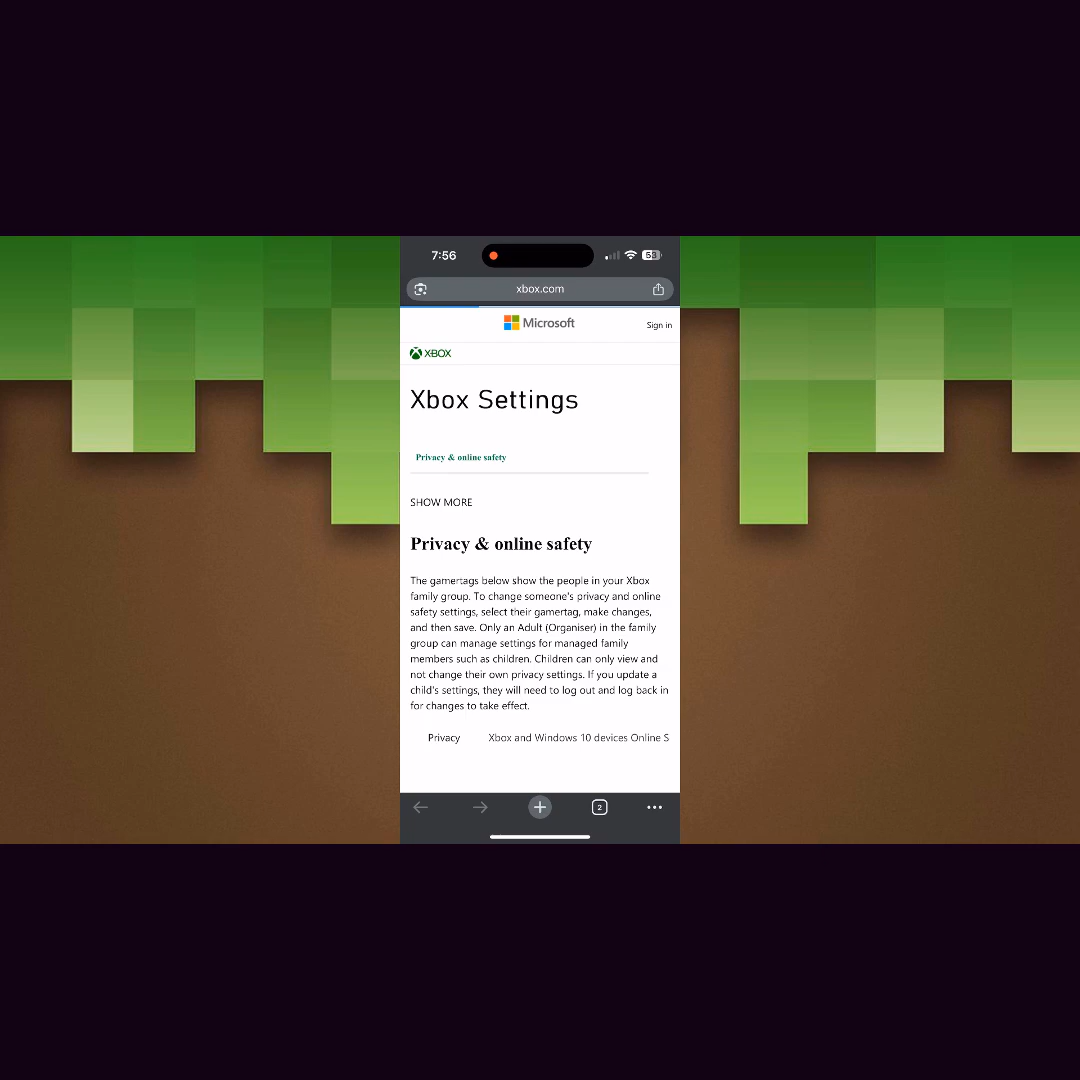 7:56
53
xbox.com
Microsoft
Sign in
XBOX
Xbox Settings
Privacy & online safety
SHOW MORE
Privacy & online safety
The gamertags below show the people in your Xbox
family group. To change someone's privacy and online
safety settings, select their gamertag, make changes,
and then save. Only an Adult (Organiser) in the family
group can manage settings for managed family
members such as children. Children can only view and
not change their own privacy settings. If you update a
child's settings, they will need to log out and log back in
for changes to take effect.
Privacy
Xbox and Windows 10 devices Online S
2